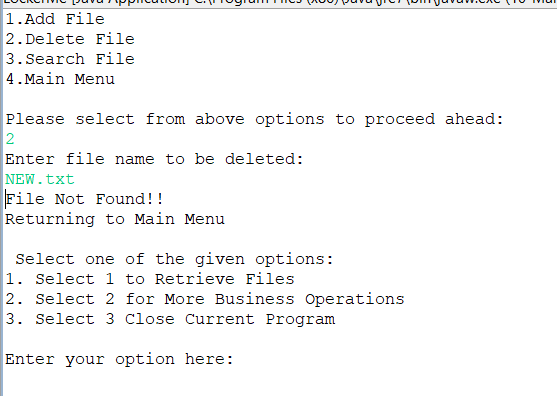 LockerMe [Java Application] C:\Program Files (x86)\Java\jre7\bin\javaw.exe (10-Mar
1.Add File
2.Delete File
3.Search File
4.Main Menu
Please select from above options to proceed ahead:
2
Enter file name to be deleted:
NEW.txt
File Not Found!!
Returning to Main Menu
Select one of the given options:
1. Select 1 to Retrieve Files
2. Select 2 for More Business Operations
3. Select 3 Close Current Program
Enter your option here: